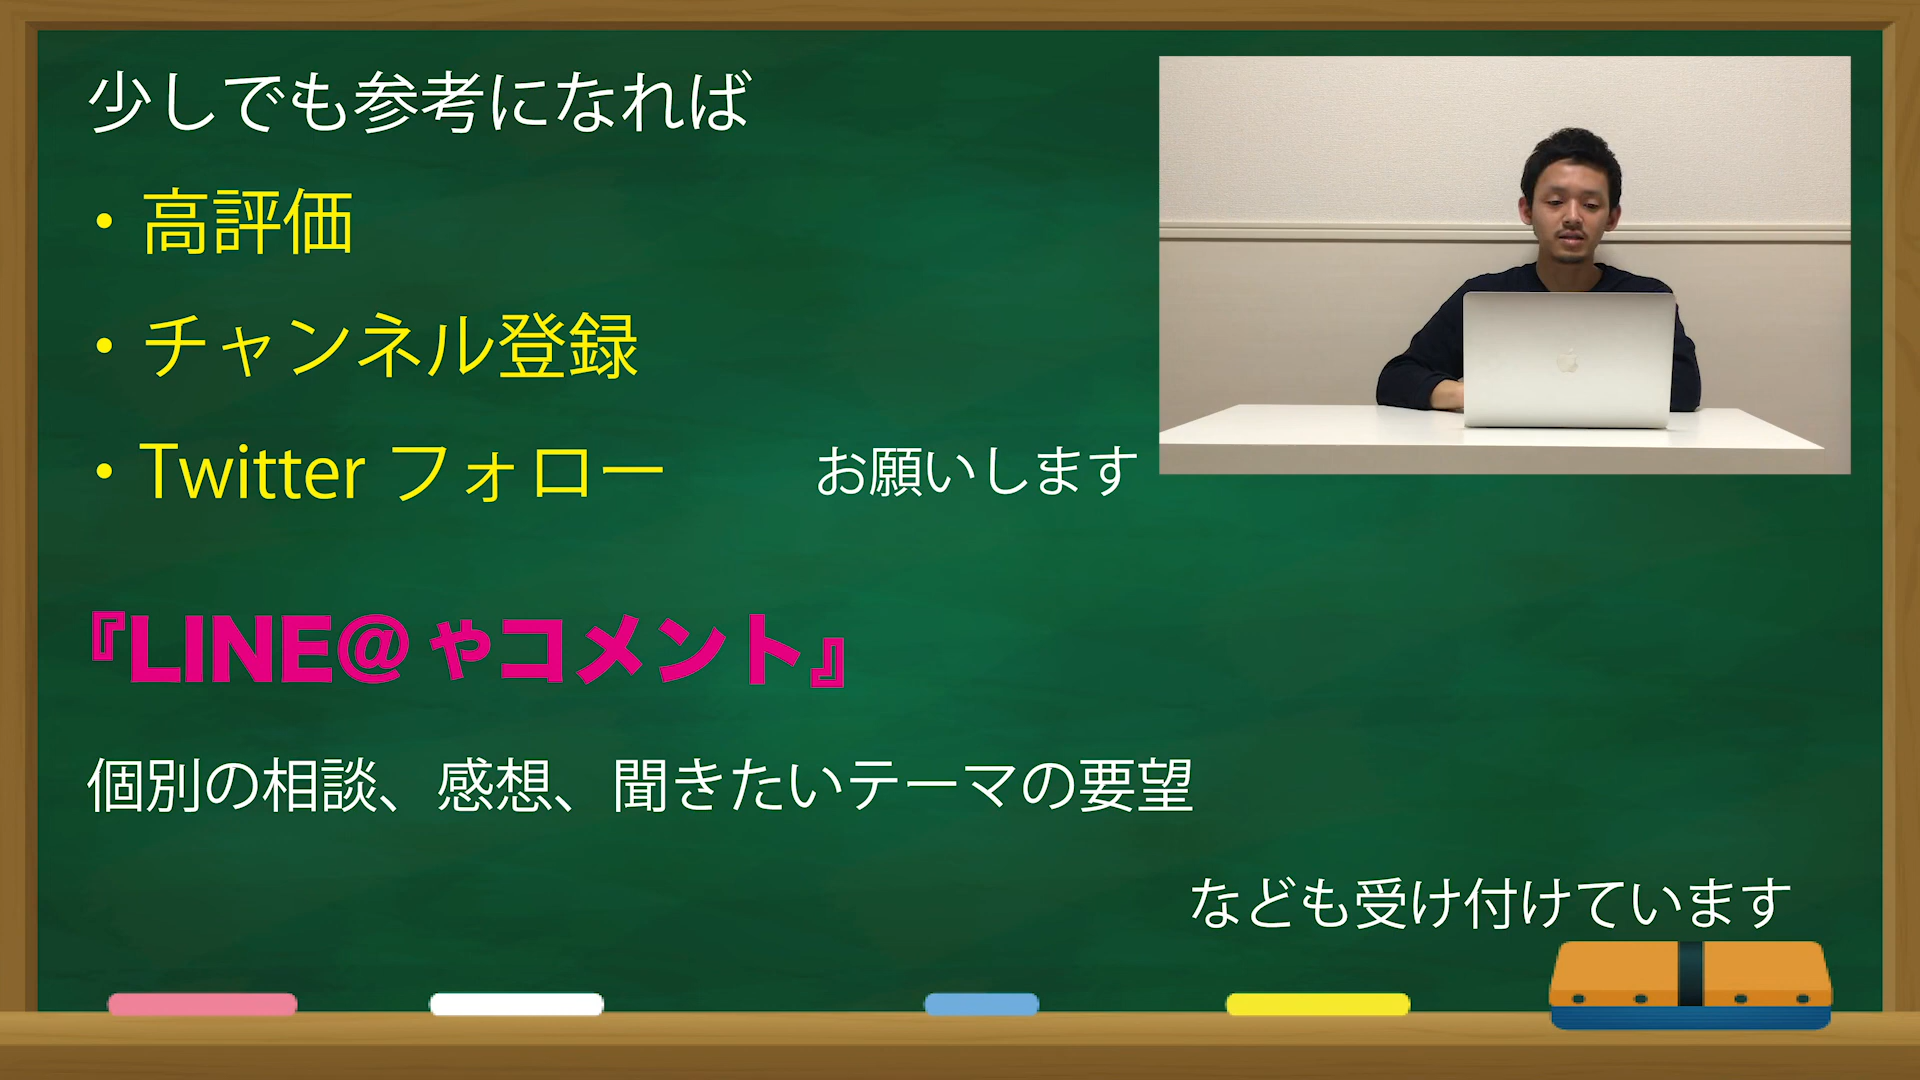 少しでも参考になれば
・高評価
・チャンネル登録
・Twitter フォロー　お願いします
『LINE@ やコメント』
個別の相談、感想、聞きたいテーマの要望
なども受け付けています